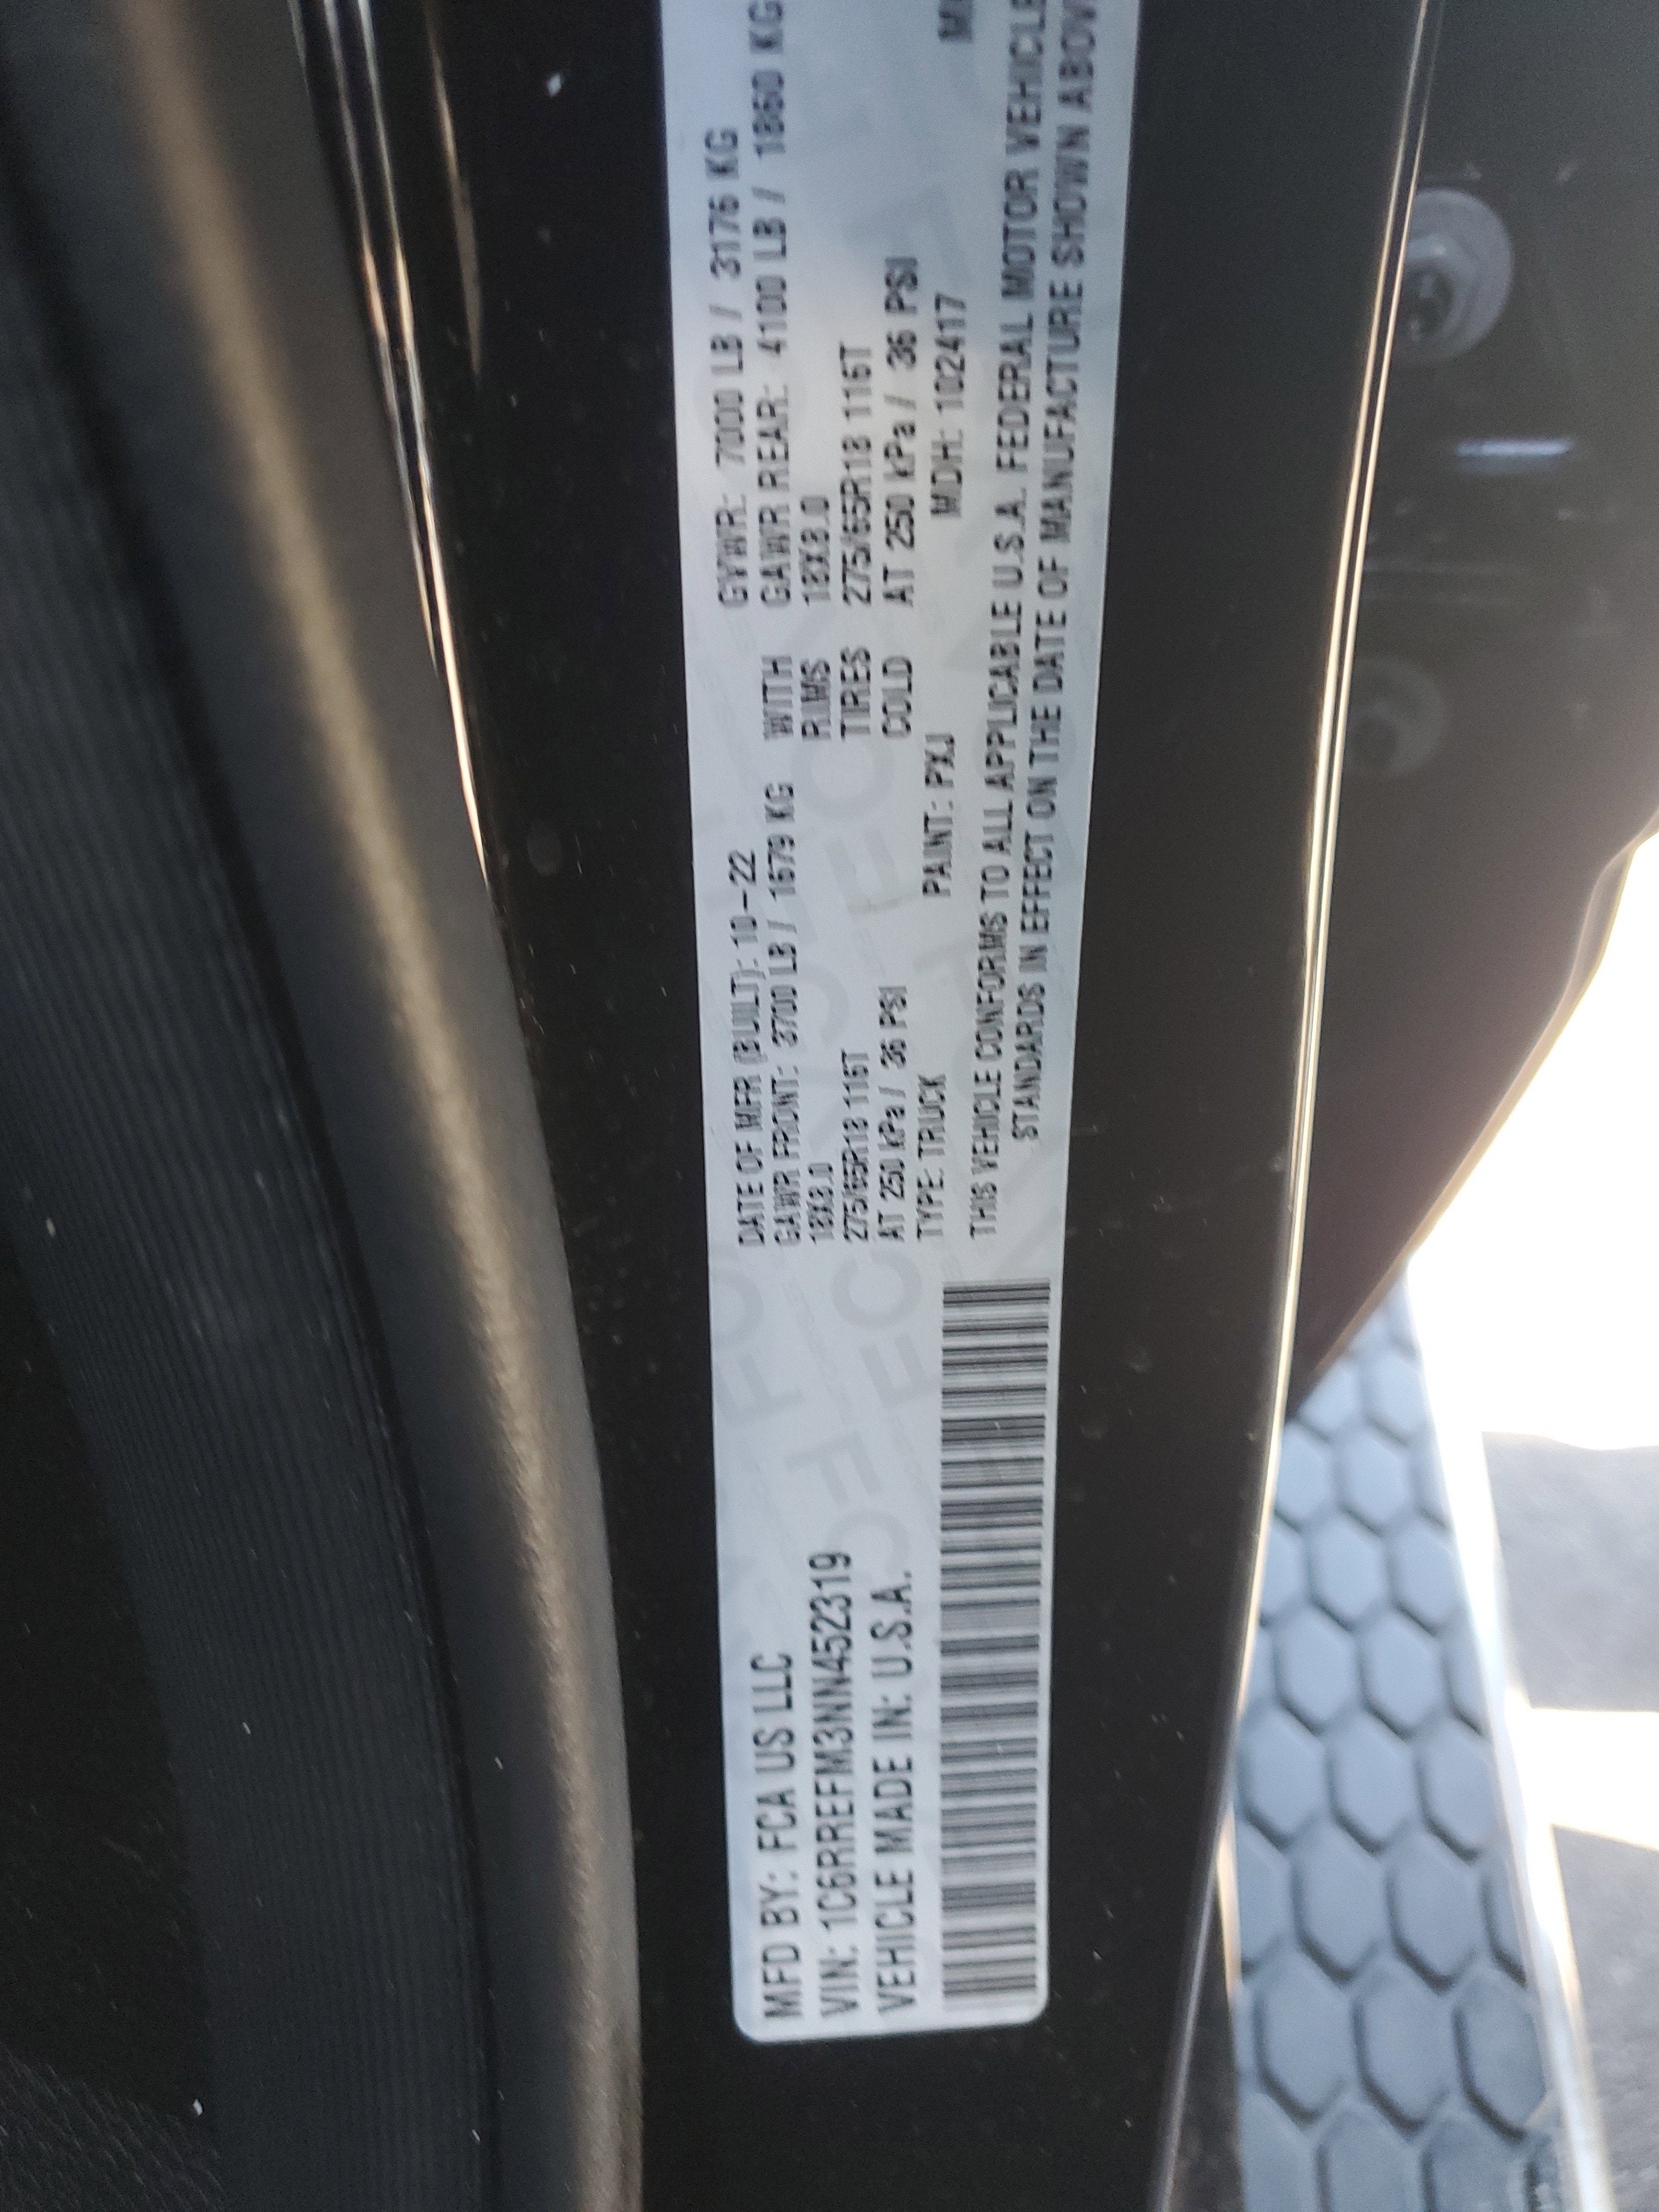 MFD BY: FCA US LLC
VIN: 1C6RREFM3NN452319
VEHICLE MADE IN: U.S.A.
DATE OF MFR (BUILT): 10-22 GVWR: 7000 LB / 3176 KG
GAWR FRONT: 3700 LB / 1679 KG WITH GAWR REAR: 4100 LB / 1860 KG
18X8.0 RIMS 18X8.0
275/65R18 116T TIRES 275/65R18 116T
AT 250 kPa / 36 PSI COLD AT 250 kPa / 36 PSI
TYPE: TRUCK PAINT: PXJ MDH: 102417
THIS VEHICLE CONFORMS TO ALL APPLICABLE U.S.A. FEDERAL MOTOR VEHICLE
STANDARDS IN EFFECT ON THE DATE OF MANUFACTURE SHOWN ABOV